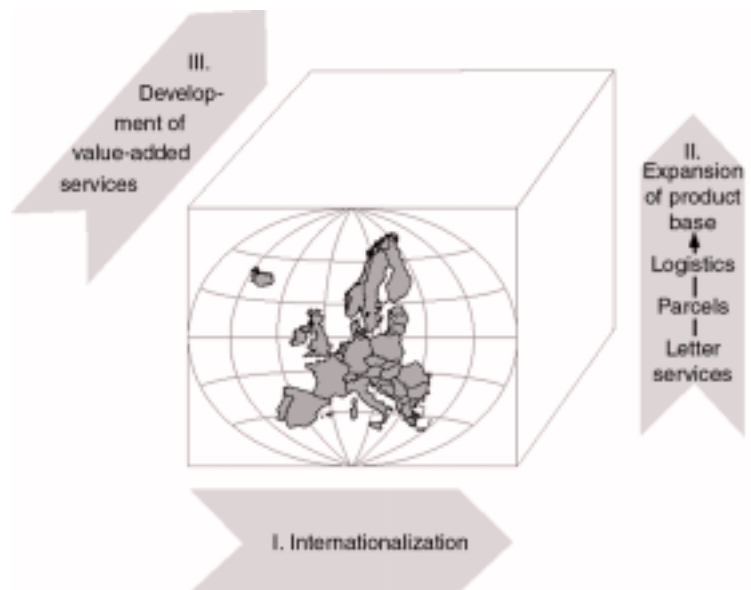 III.
Develop-
ment of
value-added
services
II.
Expansion
of product
base
Logistics
Parcels
Letter
services
I. Internationalization